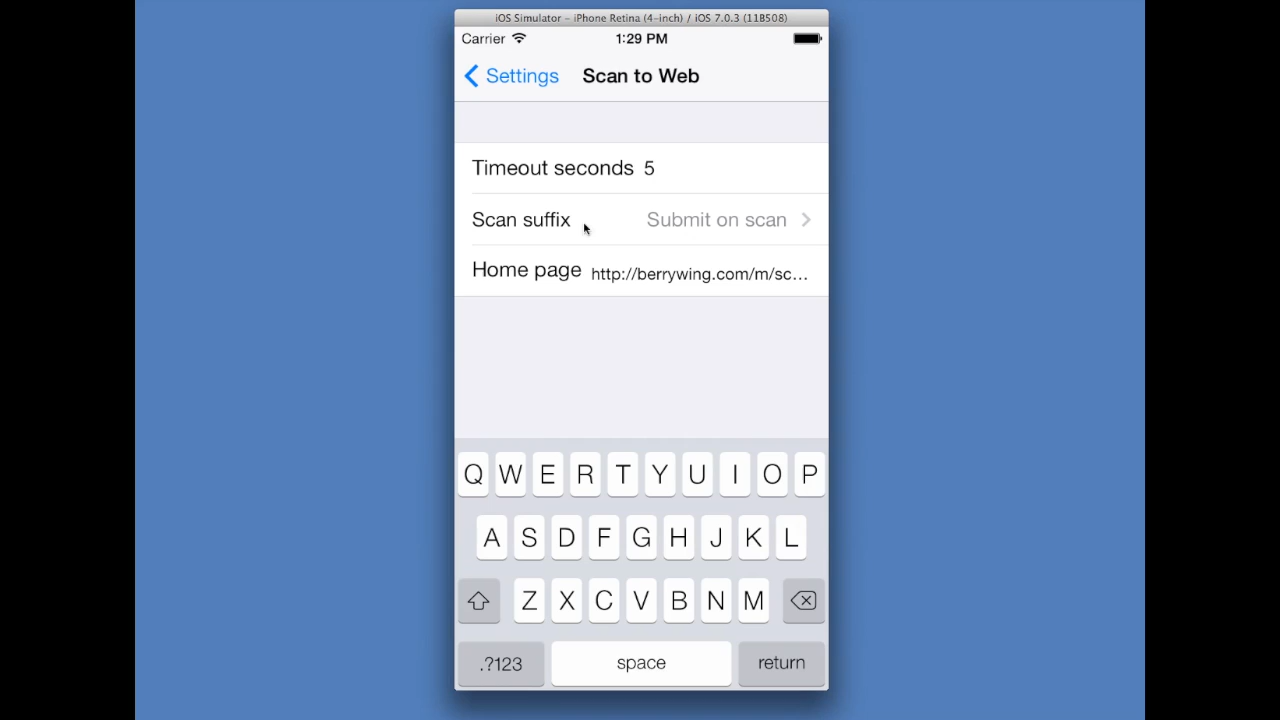 iOS Simulator – iPhone Retina (4-inch) / iOS 7.0.3 (11B508)
Carrier 1:29 PM
Settings Scan to Web
Timeout seconds 5
Scan suffix Submit on scan
Home page http://berrywing.com/m/sc...
Q W E R T Y U I O P
A S D F G H J K L
Z X C V B N M
.?123 space return